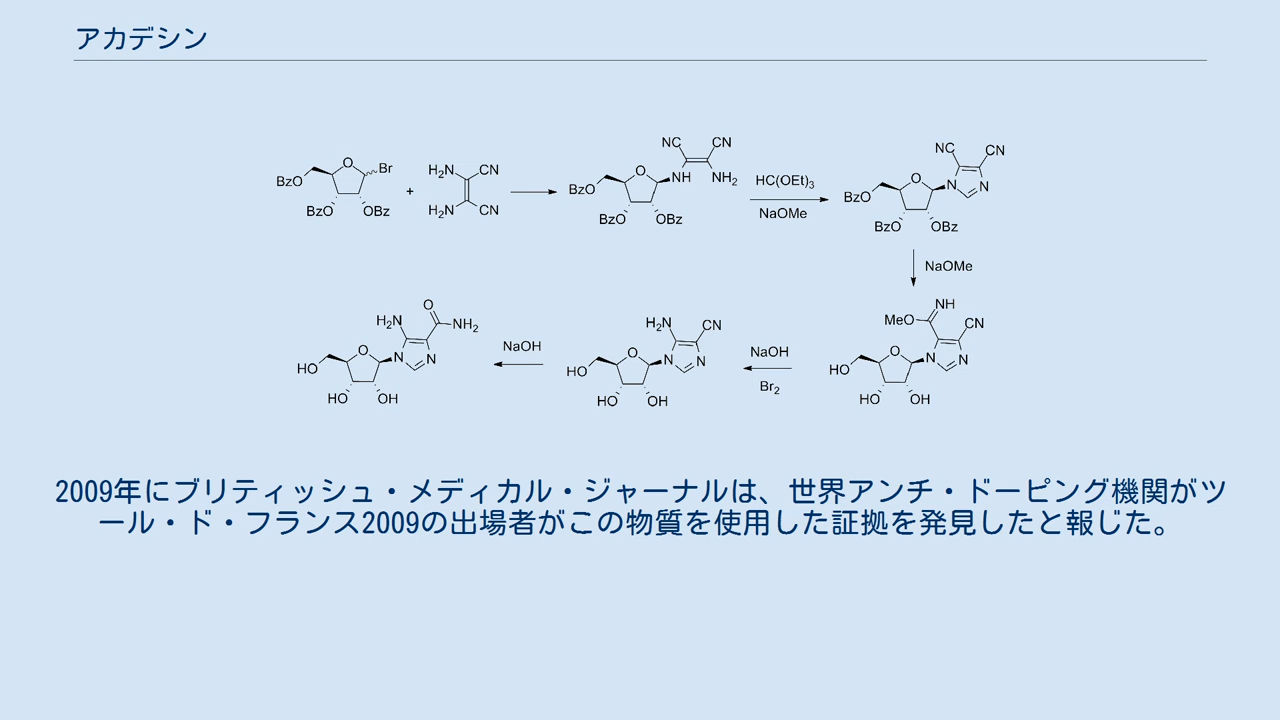 アカデシン
O Br H₂N CN
BzO + 
BzO OBz H₂N CN
NC CN
O NH NH₂
BzO
BzO OBz
HC(OEt)₃
NaOMe
NC CN
O N N
BzO
BzO OBz
NaOMe
NH
MeO CN
O N N
HO
HO OH
NaOH
Br₂
H₂N CN
O N N
HO
HO OH
NaOH
O
H₂N NH₂
O N N
HO
HO OH
2009年にブリティッシュ・メディカル・ジャーナルは、世界アンチ・ドーピング機関がツ
ール・ド・フランス2009の出場者がこの物質を使用した証拠を発見したと報じた。